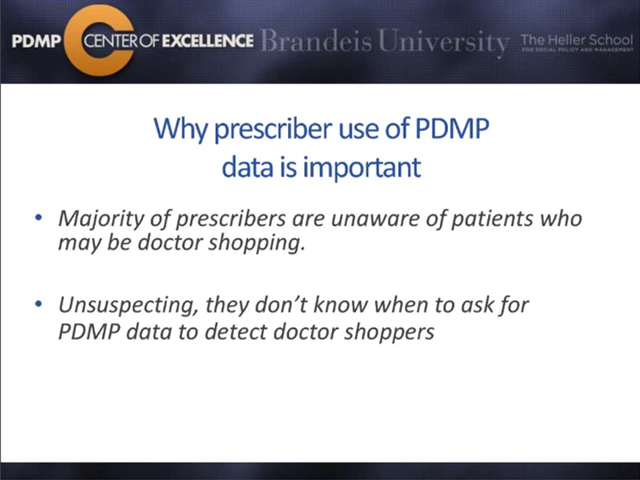 PDMP CENTER OF EXCELLENCE Brandeis University The Heller School
FOR SOCIAL POLICY AND MANAGEMENT
Why prescriber use of PDMP
data is important
• Majority of prescribers are unaware of patients who
may be doctor shopping.
• Unsuspecting, they don't know when to ask for
PDMP data to detect doctor shoppers